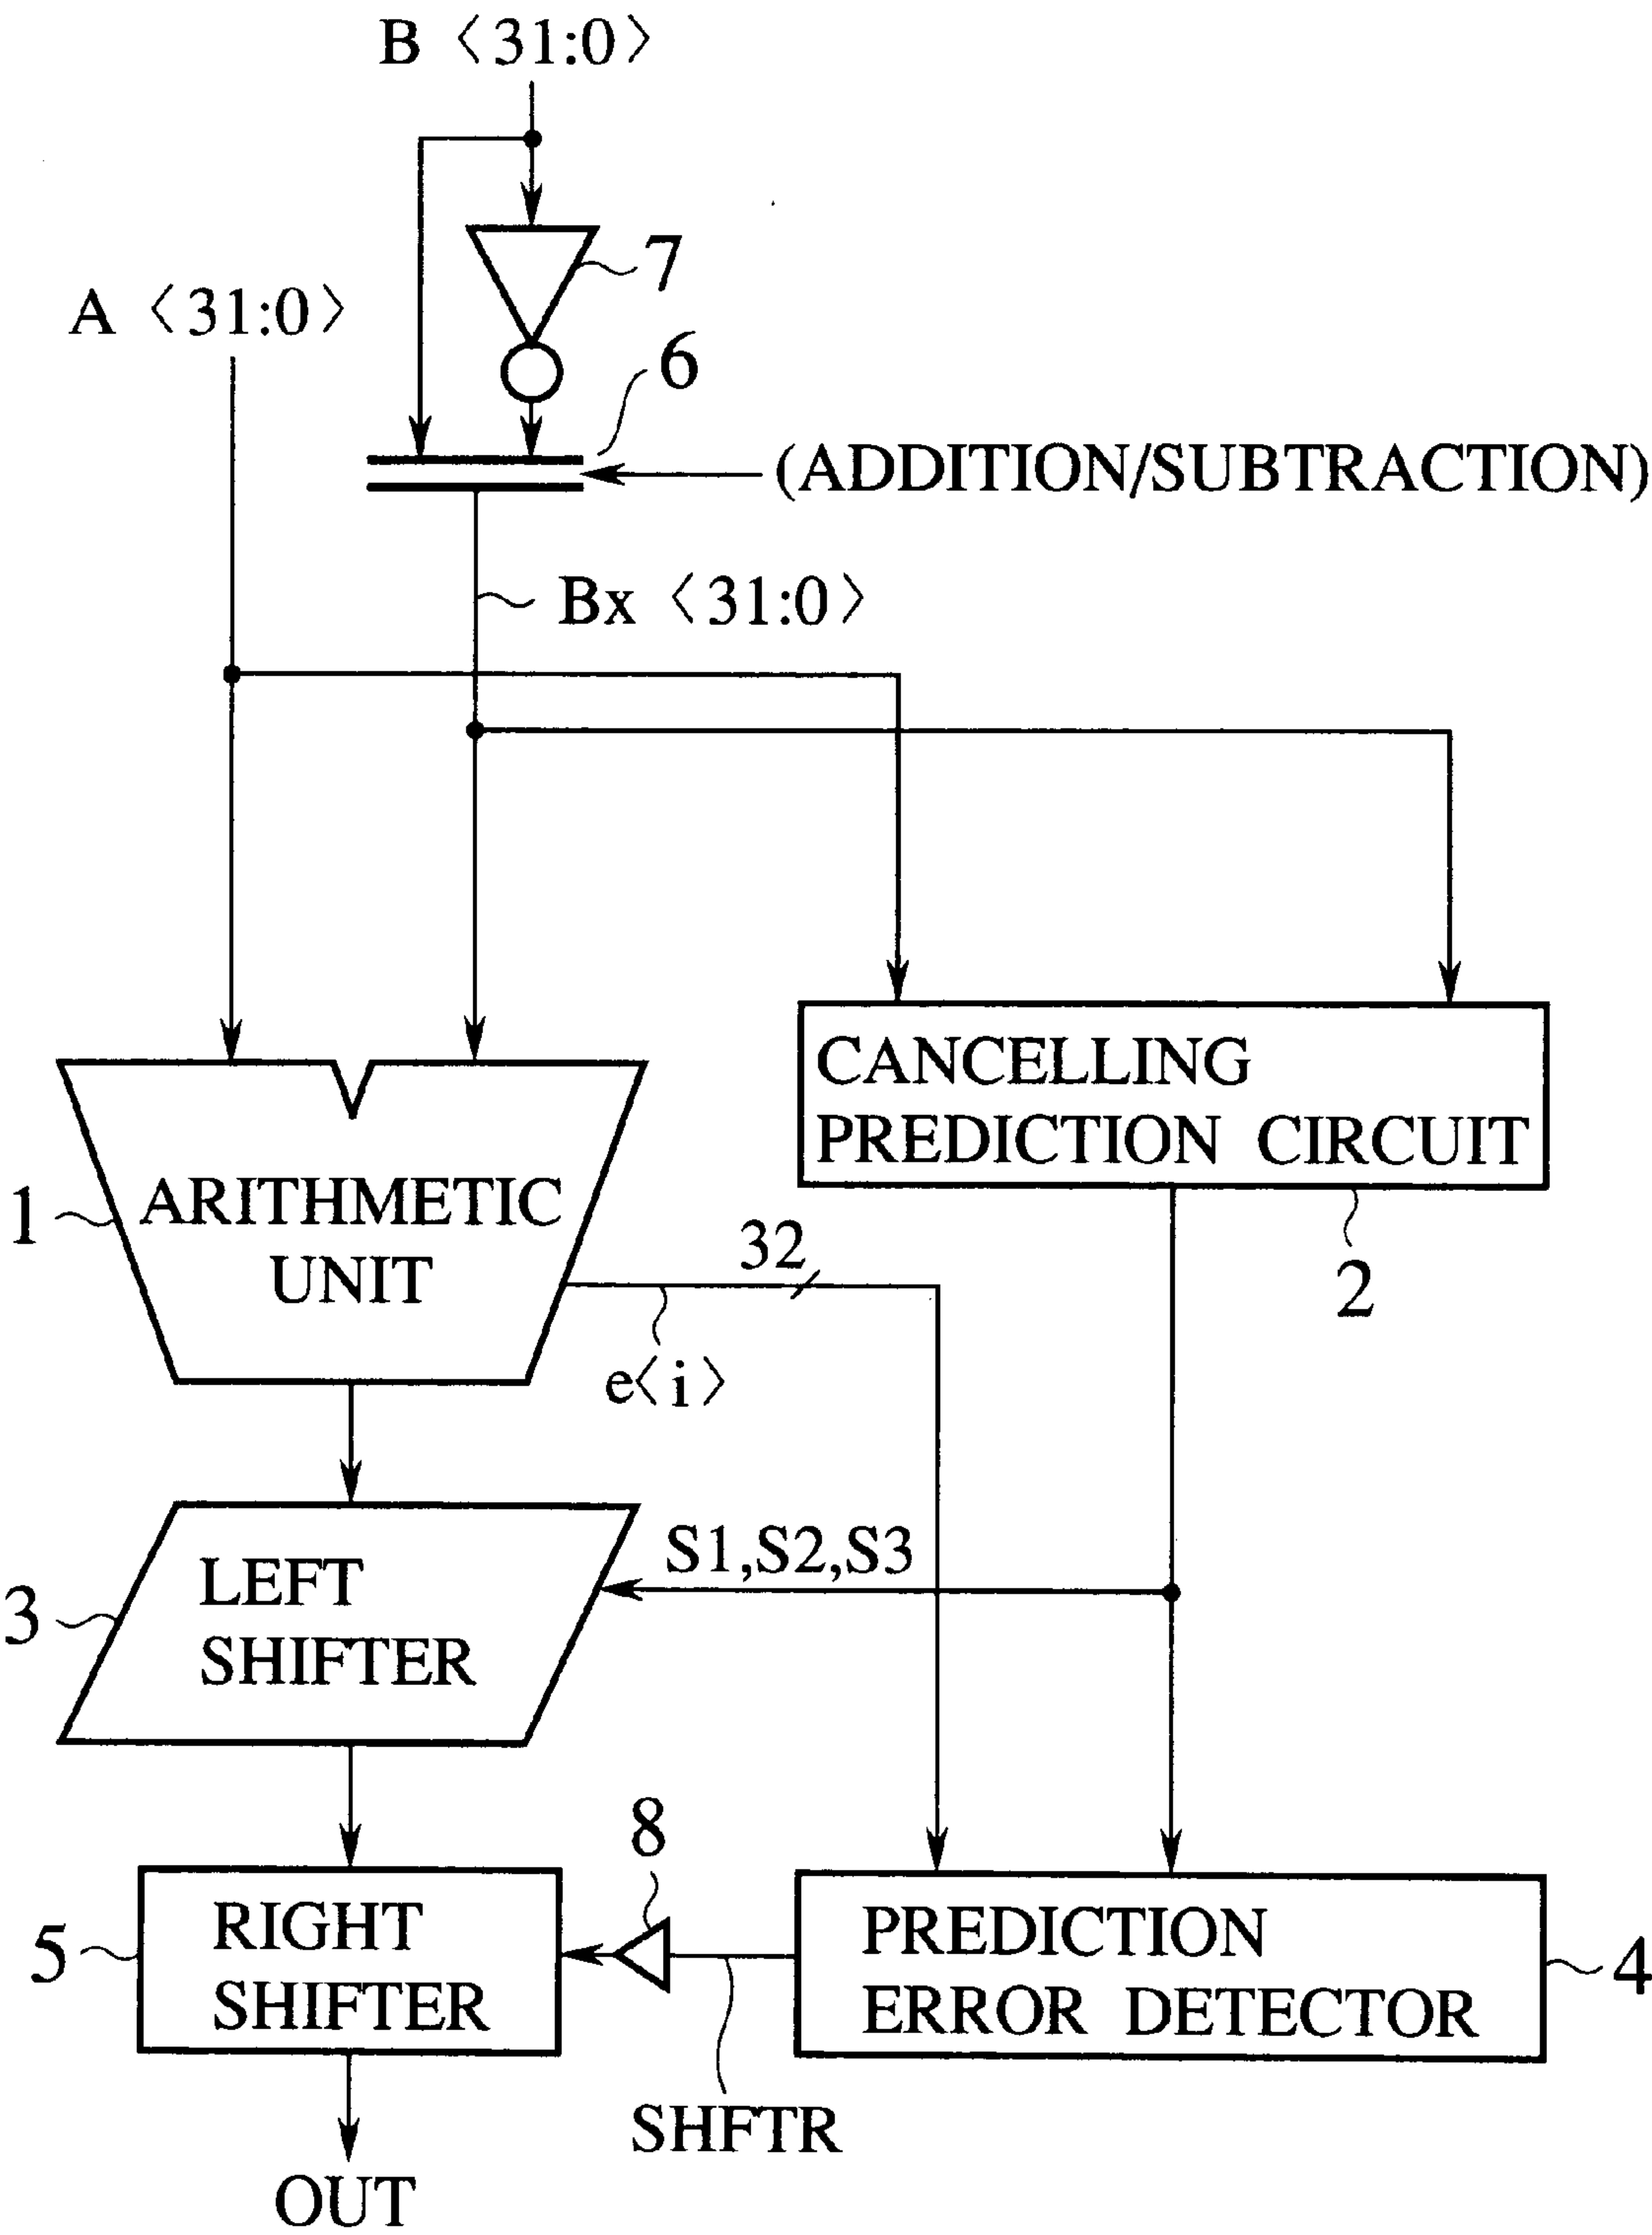 B 〈31:0〉
7
A 〈31:0〉
6
(ADDITION/SUBTRACTION)
Bx 〈31:0〉
CANCELLING
PREDICTION CIRCUIT
1
ARITHMETIC
UNIT
32
2
e〈i〉
S1,S2,S3
LEFT
SHIFTER
3
8
RIGHT
SHIFTER
5
PREDICTION
ERROR DETECTOR
4
SHFTR
OUT